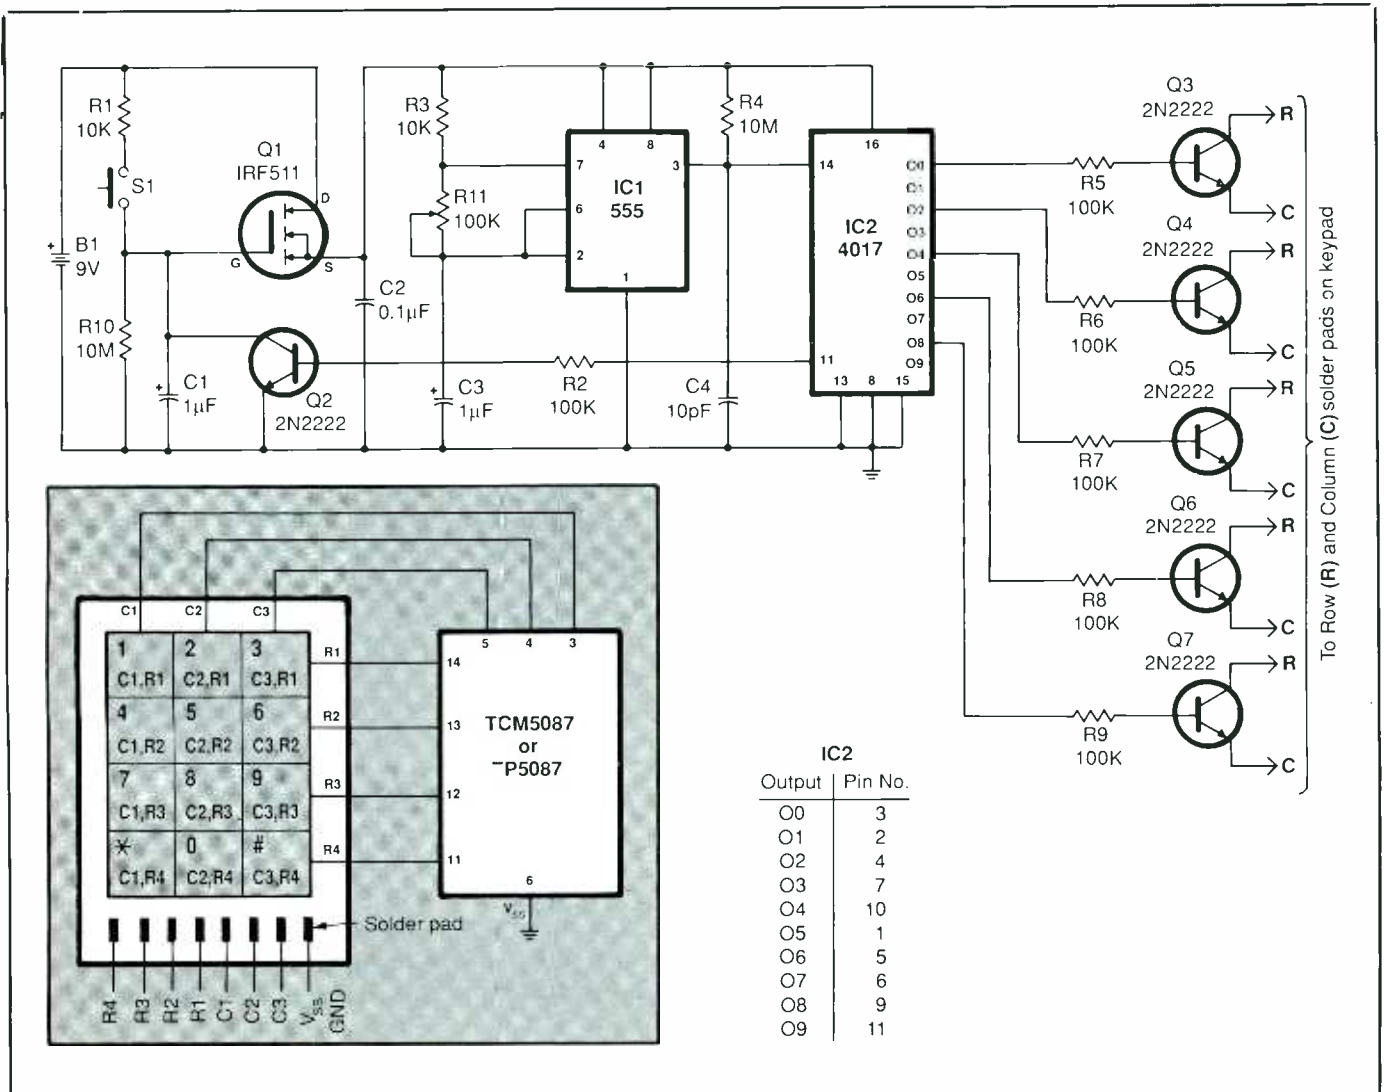 R1
10K
S1
Q1
IRF511
D
G
S
+
B1
9V
R10
10M
+
C1
1µF
Q2
2N2222
C2
0.1µF
R3
10K
R11
100K
+
C3
1µF
R2
100K
4
8
7
3
6
2
1
IC1
555
R4
10M
C4
10pF
16
14
11
13
8
15
IC2
4017
O0
O1
O2
O3
O4
O5
O6
O7
O8
O9
R5
100K
Q3
2N2222
R
C
R6
100K
Q4
2N2222
R
C
R7
100K
Q5
2N2222
R
C
R8
100K
Q6
2N2222
R
C
R9
100K
Q7
2N2222
R
C
To Row (R) and Column (C) solder pads on keypad
C1
C2
C3
1
2
3
C1,R1
C2,R1
C3,R1
4
5
6
C1,R2
C2,R2
C3,R2
7
8
9
C1,R3
C2,R3
C3,R3
*
0
#
C1,R4
C2,R4
C3,R4
R1
R2
R3
R4
5
4
3
14
13
12
11
6
TCM5087
or
TP5087
VSS
Solder pad
R4
R3
R2
R1
C1
C2
C3
VSS
GND
IC2
Output Pin No.
O0 3
O1 2
O2 4
O3 7
O4 10
O5 1
O6 5
O7 6
O8 9
O9 11